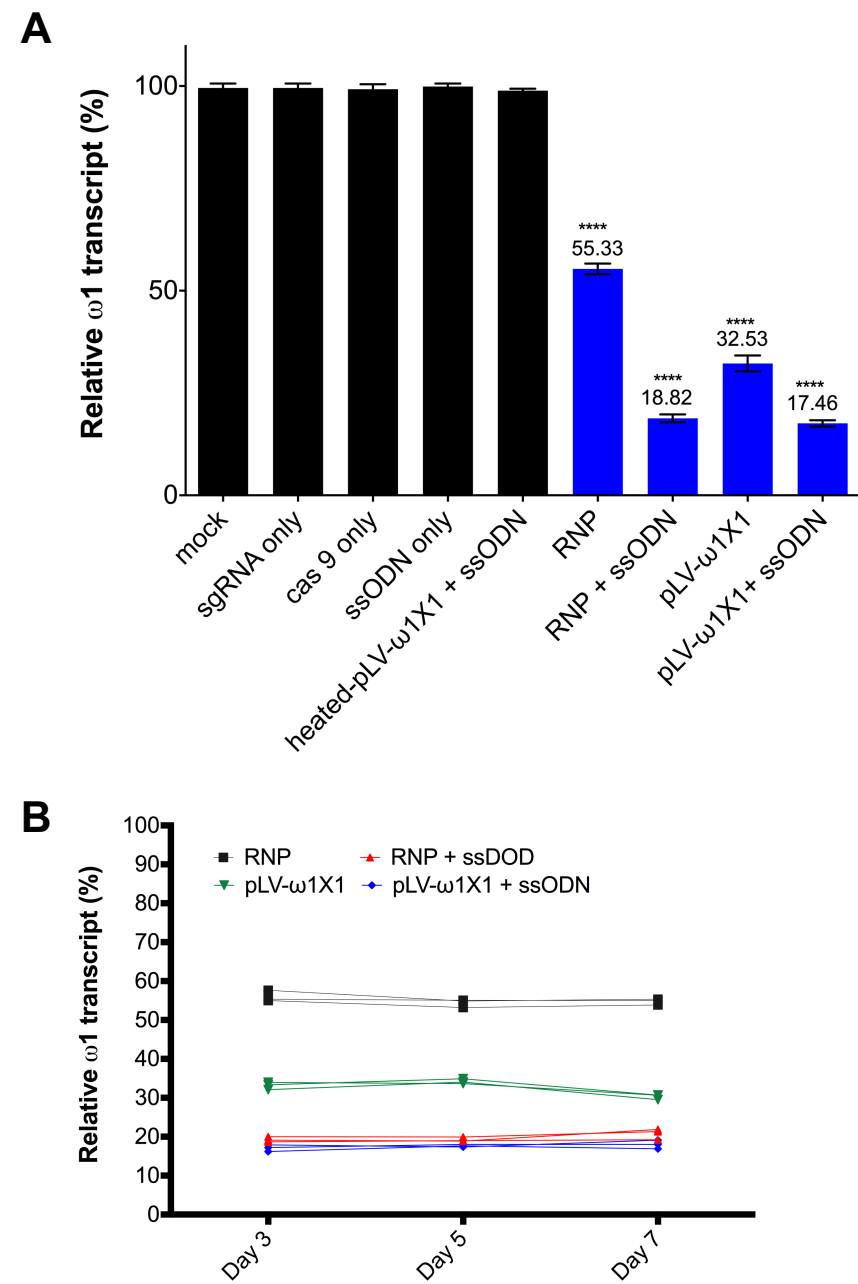 A
Relative ω1 transcript (%)
100
50
0
****
55.33
****
18.82
****
32.53
****
17.46
mock
sgRNA only
cas 9 only
ssODN only
heated-pLV-ω1X1 + ssODN
RNP
RNP + ssODN
pLV-ω1X1
pLV-ω1X1+ ssODN
B
Relative ω1 transcript (%)
100
90
80
70
60
50
40
30
20
10
0
RNP
RNP + ssDOD
pLV-ω1X1
pLV-ω1X1 + ssODN
Day 3
Day 5
Day 7